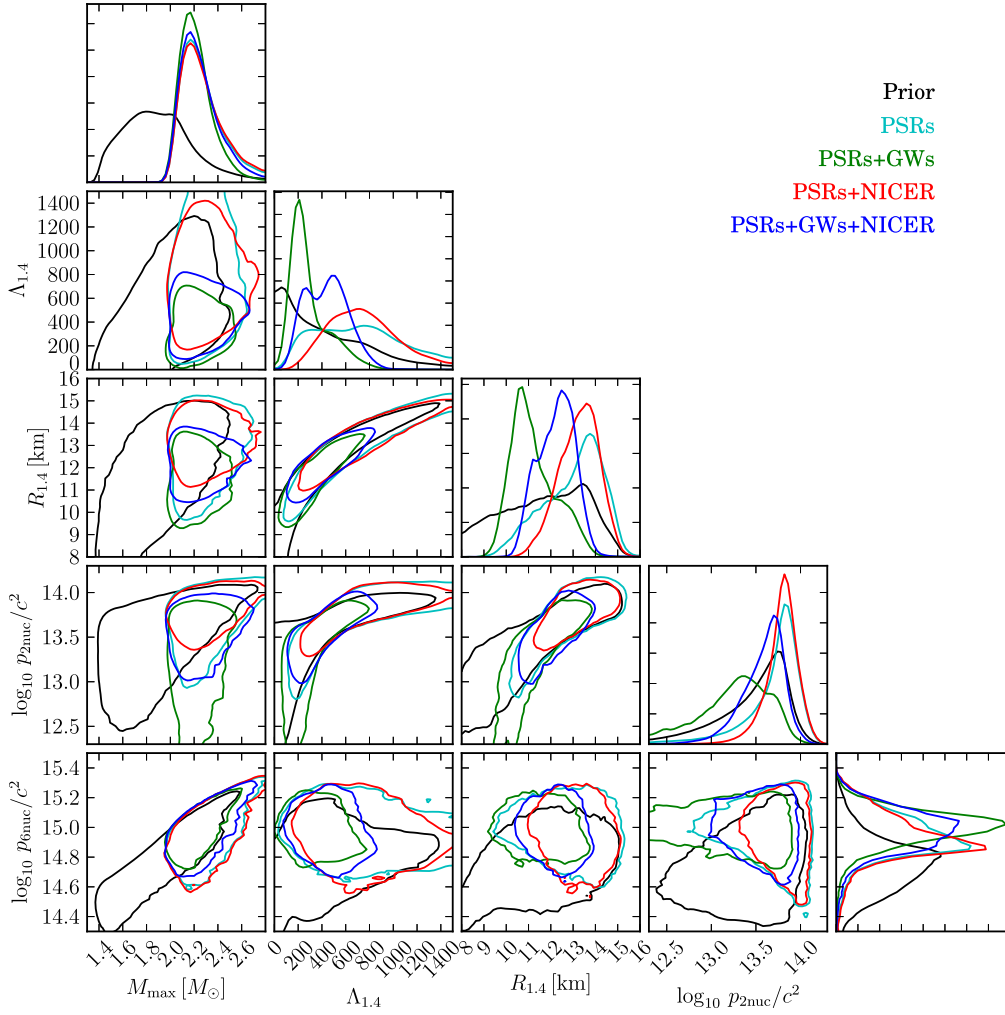 Prior
PSRs
PSRs+GWs
PSRs+NICER
PSRs+GWs+NICER
1400
1200
1000
800
600
400
200
0
Λ1.4
16
15
14
13
12
11
10
9
8
R1.4 [km]
14.0
13.5
13.0
12.5
log10 p2nuc/c²
15.4
15.2
15.0
14.8
14.6
14.4
log10 p6nuc/c²
1.4 1.6 1.8 2.0 2.2 2.4 2.6
Mmax [M⊙]
0 200 400 600 800 1000 1200 1400
Λ1.4
8 9 10 11 12 13 14 15 16
R1.4 [km]
12.5 13.0 13.5 14.0
log10 p2nuc/c²